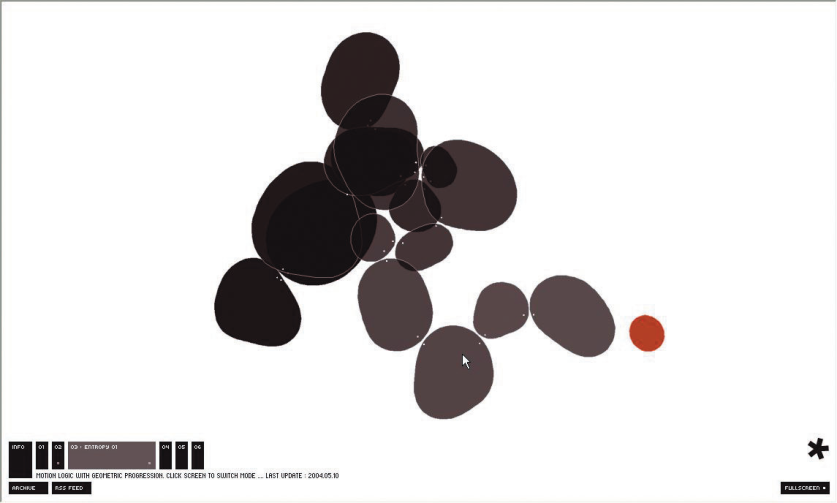 INFO 01 02 03 : ENTROPY 01 04 05 06
MOTION LOGIC WITH GEOMETRIC PROGRESSION. CLICK SCREEN TO SWITCH MODE ... LAST UPDATE : 2004.05.10
ARCHIVE RSS FEED FULLSCREEN